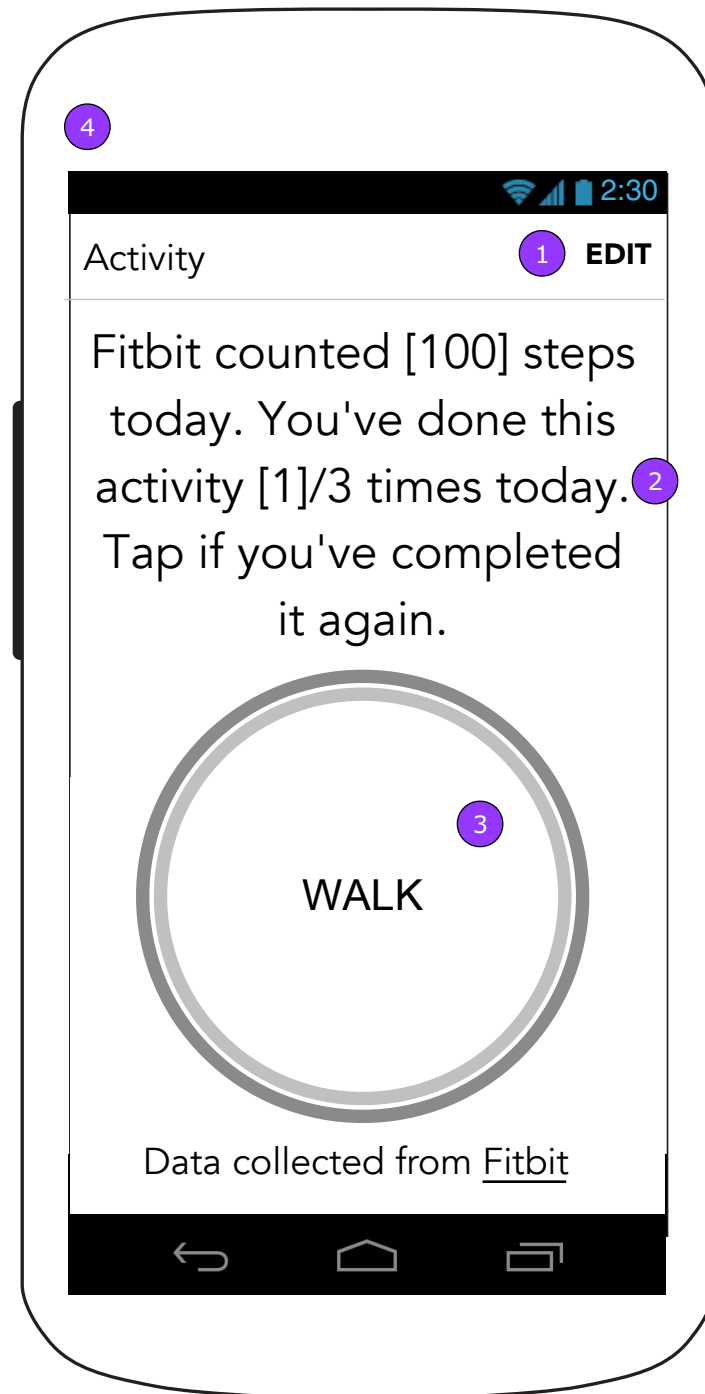 4
2:30
Activity
1
EDIT
Fitbit counted [100] steps
today. You've done this
activity [1]/3 times today.
2
Tap if you've completed
it again.
3
WALK
Data collected from Fitbit